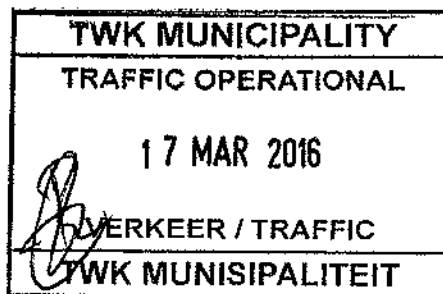 TWK MUNICIPALITY
TRAFFIC OPERATIONAL
17 MAR 2016
VERKEER / TRAFFIC
TWK MUNISIPALITEIT